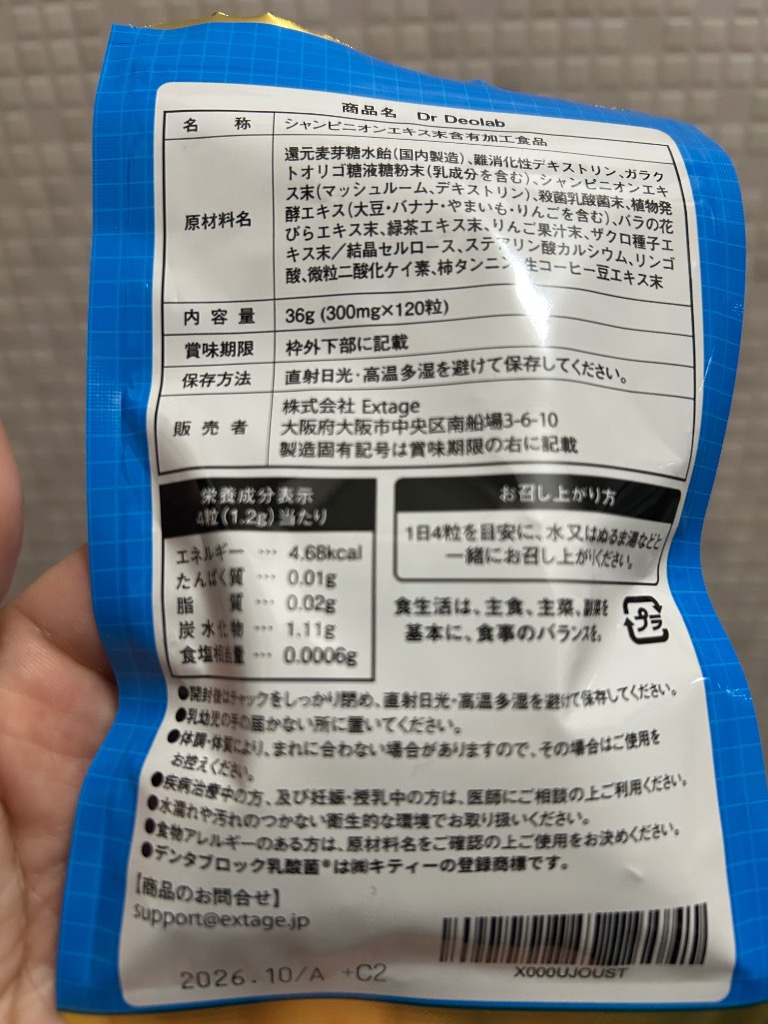 商品名 Dr Deolab
名称 シャンピニオンエキス末含有加工食品
原材料名
還元麦芽糖水飴(国内製造)、難消化性デキストリン、ガラク
トオリゴ糖液糖粉末(乳成分を含む)、シャンピニオンエキ
ス末(マッシュルーム、デキストリン)、殺菌乳酸菌末、植物発
酵エキス(大豆・バナナ・やまいも・りんごを含む)、バラの花
びらエキス末、緑茶エキス末、りんご果汁末、ザクロ種子エ
キス末/結晶セルロース、ステアリン酸カルシウム、リンゴ
酸、微粒二酸化ケイ素、柿タンニン、生コーヒー豆エキス末
内容量 36g (300mg×120粒)
賞味期限 枠外下部に記載
保存方法 直射日光・高温多湿を避けて保存してください。
販売者
株式会社 Extage
大阪府大阪市中央区南船場3-6-10
製造固有記号は賞味期限の右に記載
栄養成分表示
4粒(1.2g)当たり
エネルギー … 4.68kcal
たんぱく質 … 0.01g
脂質 … 0.02g
炭水化物 … 1.11g
食塩相当量 … 0.0006g
お召し上がり方
1日4粒を目安に、水又はぬるま湯などと
一緒にお召し上がりください。
食生活は、主食、主菜、副菜を
基本に、食事のバランスを。
プラ
●開封後はチャックをしっかり閉め、直射日光・高温多湿を避けて保存してください。
●乳幼児の手の届かない所に置いてください。
●体調・体質により、まれに合わない場合がありますので、その場合はご使用を
お控えください。
●疾病治療中の方、及び妊娠・授乳中の方は、医師にご相談の上ご利用ください。
●水濡れや汚れのつかない衛生的な環境でお取り扱いください。
●食物アレルギーのある方は、原材料名をご確認の上ご使用をお決めください。
●デンタブロック乳酸菌®は㈱キティーの登録商標です。
【商品のお問合せ】
support@extage.jp
2026.10/A +C2
X000UJOUST